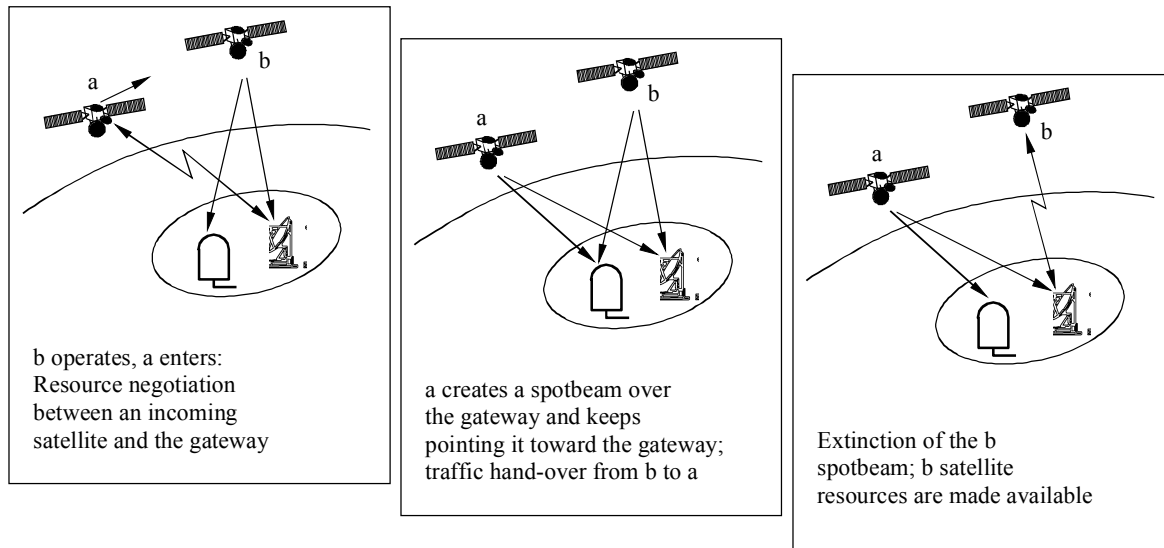 a
b
b operates, a enters:
Resource negotiation
between an incoming
satellite and the gateway
b
a
a creates a spotbeam over
the gateway and keeps
pointing it toward the gateway;
traffic hand-over from b to a
b
a
Extinction of the b
spotbeam; b satellite
resources are made available